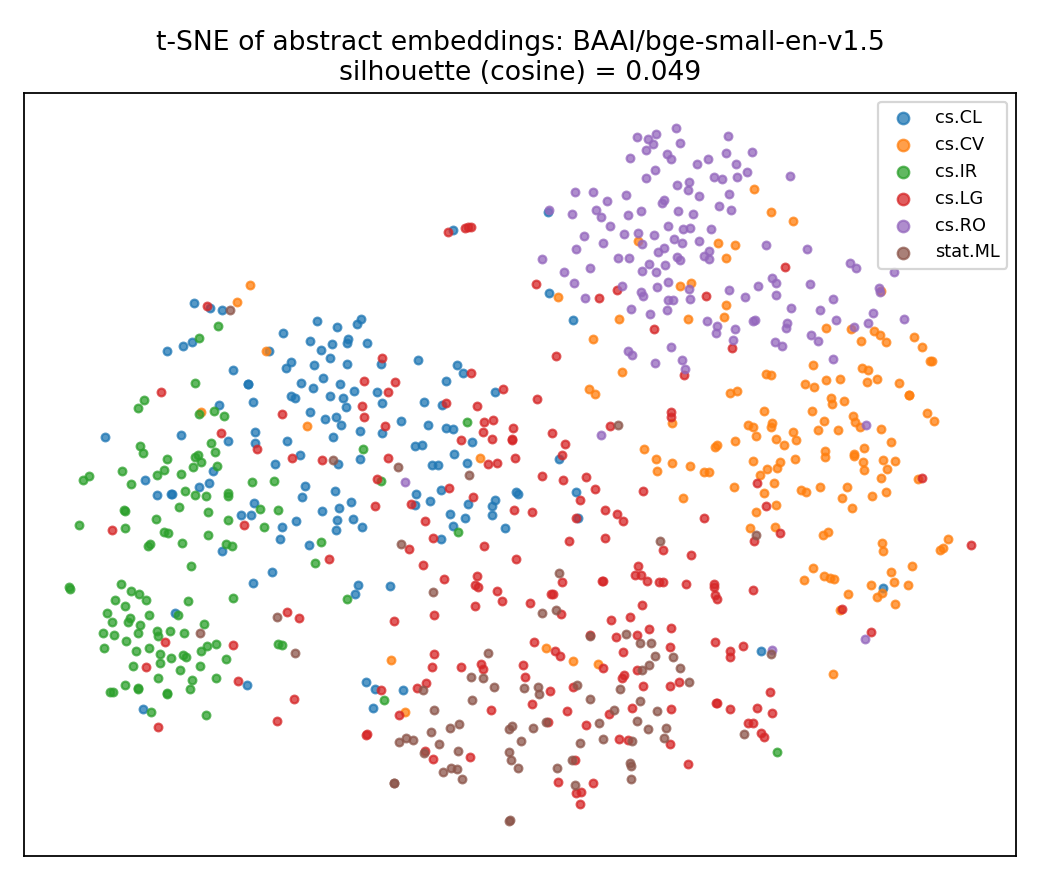 t-SNE of abstract embeddings: BAAI/bge-small-en-v1.5
silhouette (cosine) = 0.049
cs.CL
cs.CV
cs.IR
cs.LG
cs.RO
stat.ML